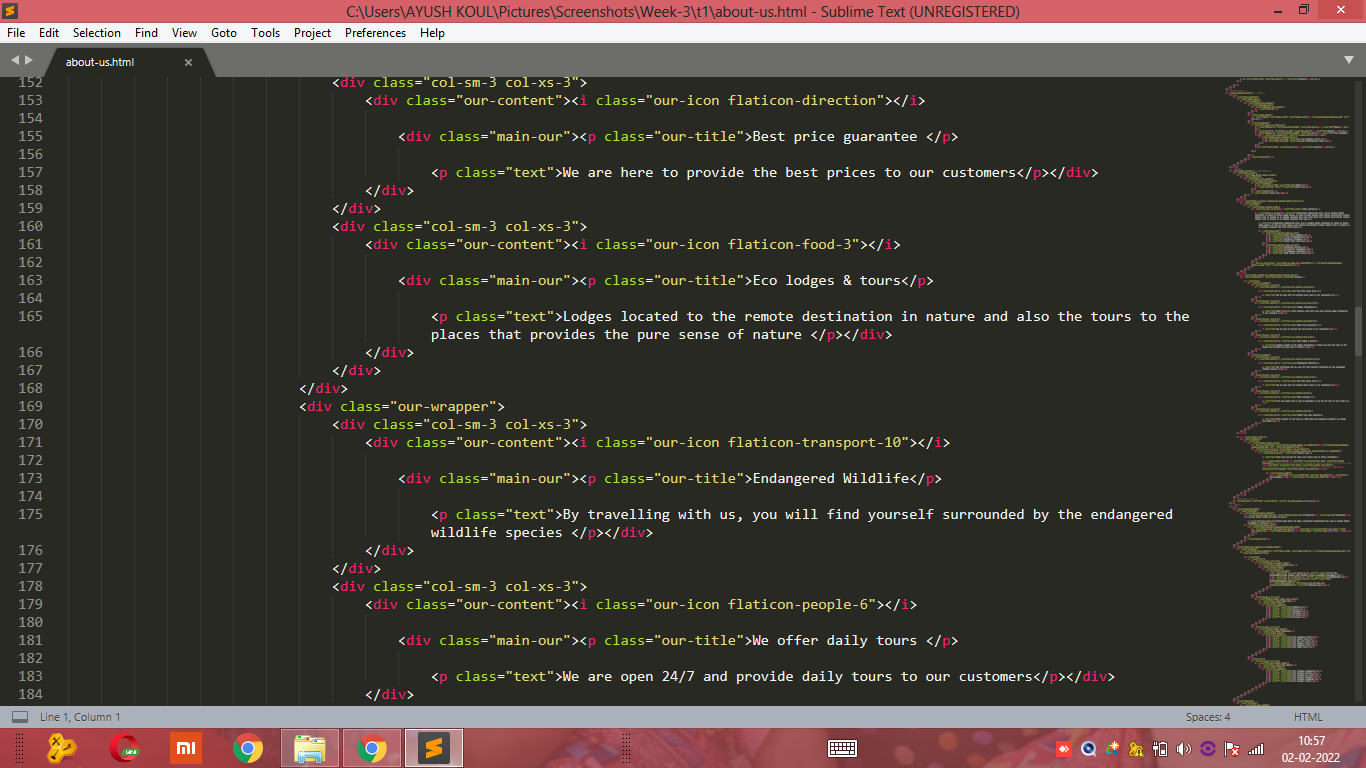 C:\Users\AYUSH KOUL\Pictures\Screenshots\Week-3\t1\about-us.html - Sublime Text (UNREGISTERED)
File Edit Selection Find View Goto Tools Project Preferences Help
about-us.html
152 <div class="col-sm-3 col-xs-3">
153 <div class="our-content"><i class="our-icon flaticon-direction"></i>
154
155 <div class="main-our"><p class="our-title">Best price guarantee </p>
156
157 <p class="text">We are here to provide the best prices to our customers</p></div>
158 </div>
159 </div>
160 <div class="col-sm-3 col-xs-3">
161 <div class="our-content"><i class="our-icon flaticon-food-3"></i>
162
163 <div class="main-our"><p class="our-title">Eco lodges & tours</p>
164
165 <p class="text">Lodges located to the remote destination in nature and also the tours to the
places that provides the pure sense of nature </p></div>
166 </div>
167 </div>
168 </div>
169 <div class="our-wrapper">
170 <div class="col-sm-3 col-xs-3">
171 <div class="our-content"><i class="our-icon flaticon-transport-10"></i>
172
173 <div class="main-our"><p class="our-title">Endangered Wildlife</p>
174
175 <p class="text">By travelling with us, you will find yourself surrounded by the endangered
wildlife species </p></div>
176 </div>
177 </div>
178 <div class="col-sm-3 col-xs-3">
179 <div class="our-content"><i class="our-icon flaticon-people-6"></i>
180
181 <div class="main-our"><p class="our-title">We offer daily tours </p>
182
183 <p class="text">We are open 24/7 and provide daily tours to our customers</p></div>
184 </div>
Line 1, Column 1 Spaces: 4 HTML
10:57
02-02-2022